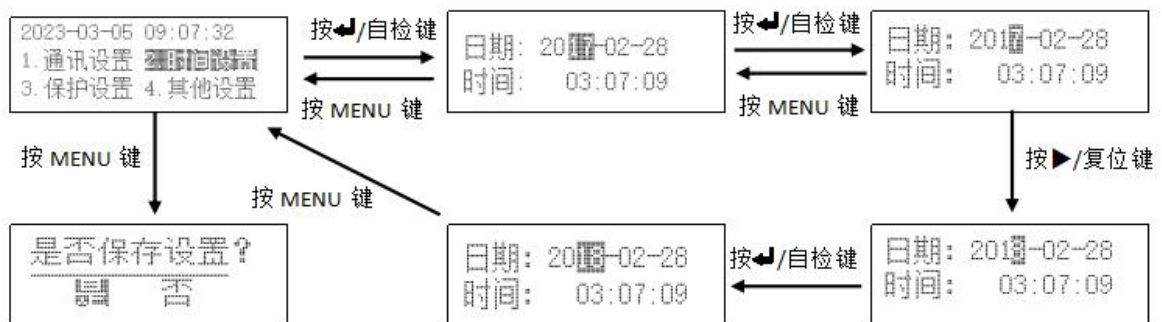 2023-03-05 09:07:32
1.通讯设置 2.时间设置
3.保护设置 4.其他设置
按↵/自检键
按 MENU 键
日期: 2017-02-28
时间: 03:07:09
按↵/自检键
按 MENU 键
日期: 2017-02-28
时间: 03:07:09
按 MENU 键
按 MENU 键
按▶/复位键
是否保存设置?
是 否
日期: 2018-02-28
时间: 03:07:09
按↵/自检键
日期: 2018-02-28
时间: 03:07:09